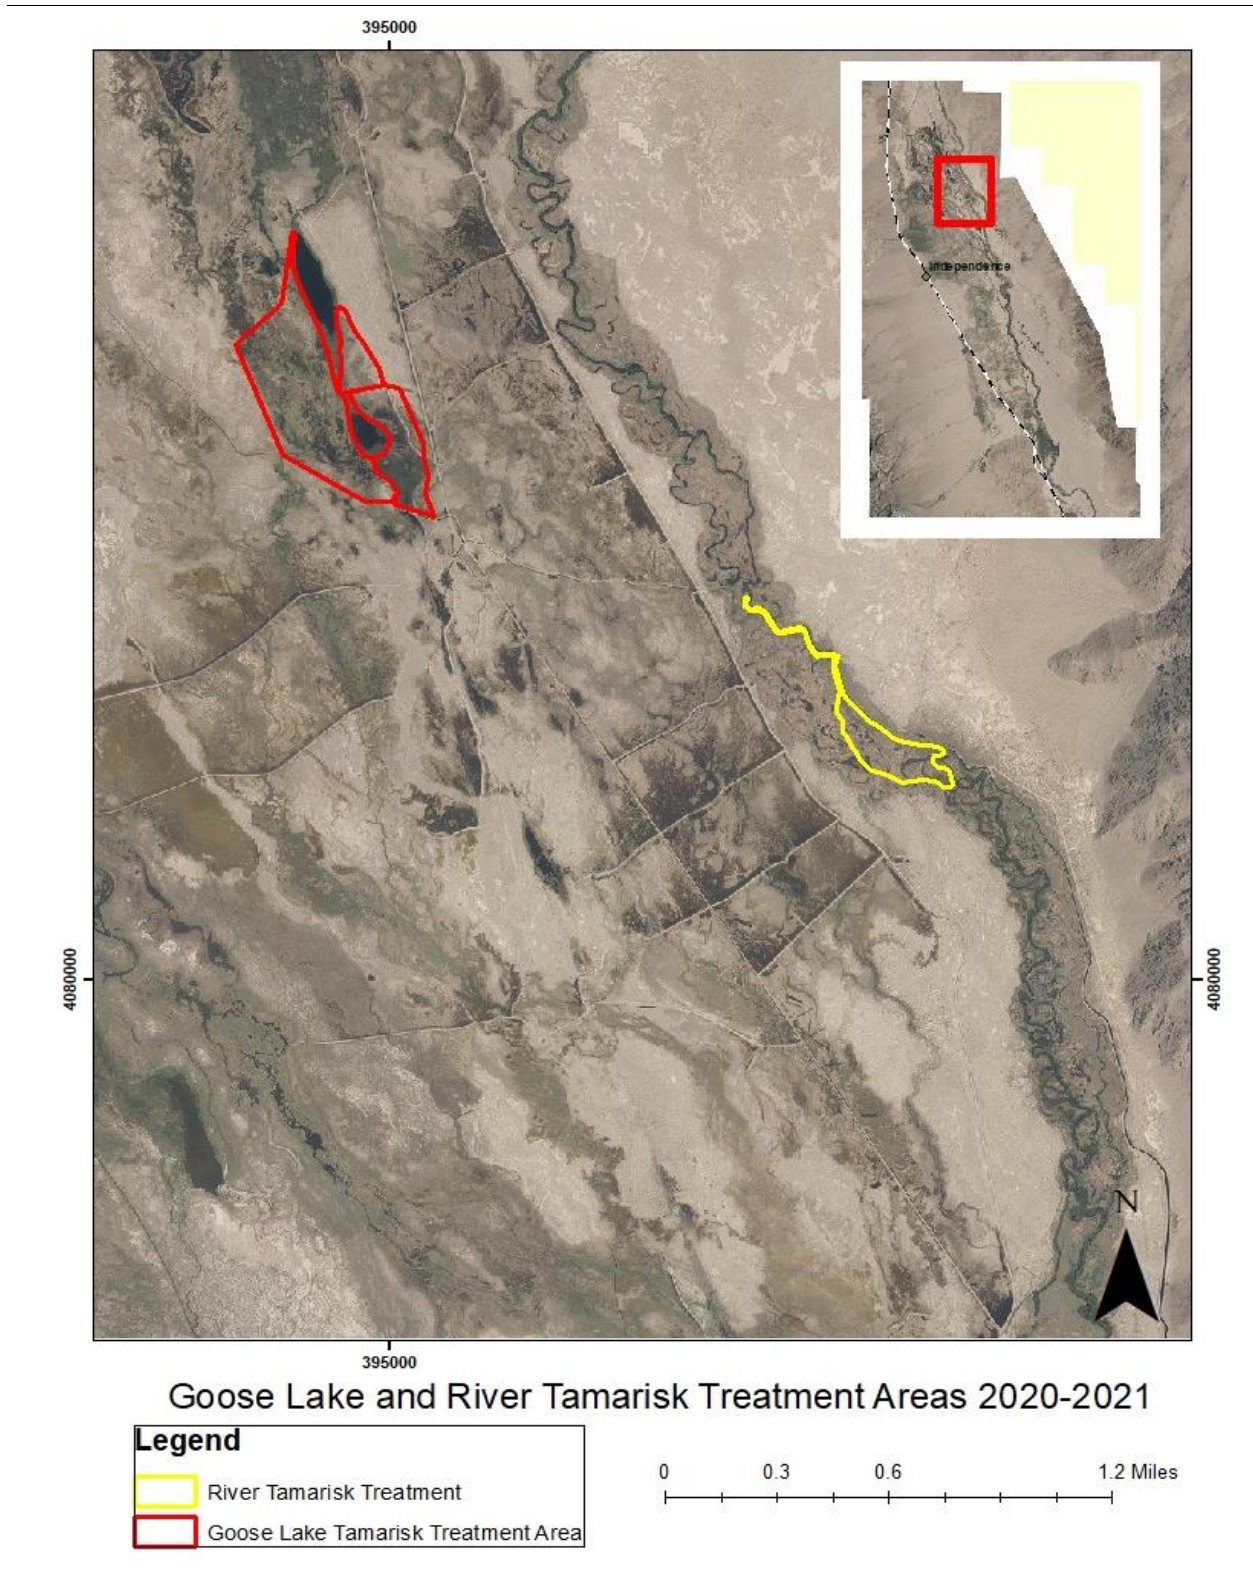 395000
Independence
4080000
4080000
N
395000
Goose Lake and River Tamarisk Treatment Areas 2020-2021
Legend
River Tamarisk Treatment
Goose Lake Tamarisk Treatment Area
0 0.3 0.6 1.2 Miles